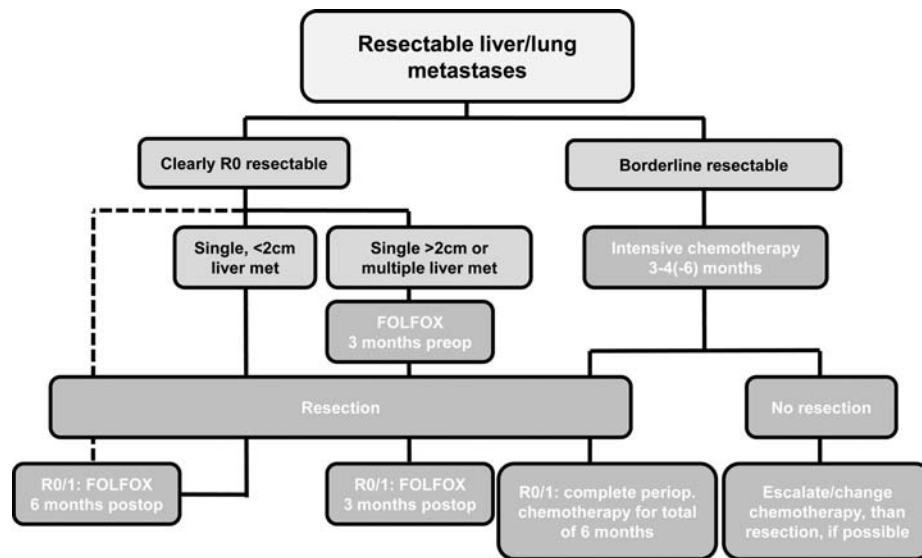 Resectable liver/lung
metastases
Clearly R0 resectable
Borderline resectable
Single, <2cm
liver met
Single >2cm or
multiple liver met
Intensive chemotherapy
3-4(-6) months
FOLFOX
3 months preop
Resection
No resection
R0/1: FOLFOX
6 months postop
R0/1: FOLFOX
3 months postop
R0/1: complete periop.
chemotherapy for total
of 6 months
Escalate/change
chemotherapy, than
resection, if possible